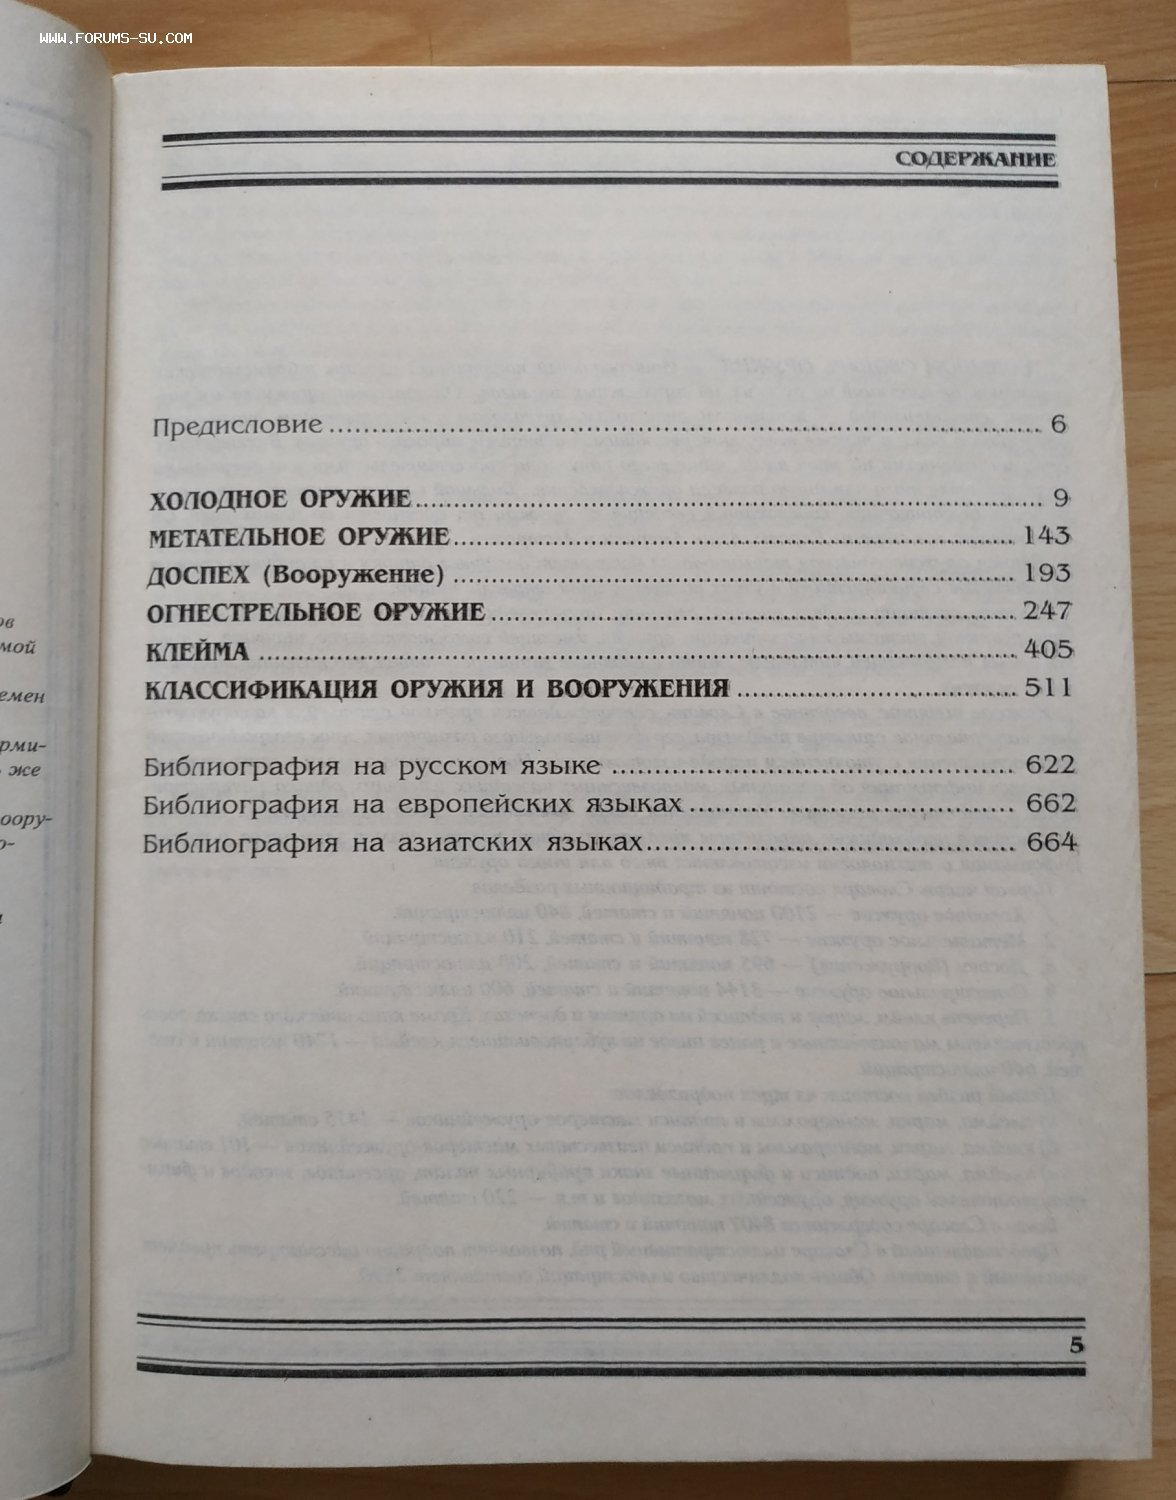 www.forums-su.com
СОДЕРЖАНИЕ
Предисловие 6
ХОЛОДНОЕ ОРУЖИЕ 9
МЕТАТЕЛЬНОЕ ОРУЖИЕ 143
ДОСПЕХ (Вооружение) 193
ОГНЕСТРЕЛЬНОЕ ОРУЖИЕ 247
КЛЕЙМА 405
КЛАССИФИКАЦИЯ ОРУЖИЯ И ВООРУЖЕНИЯ 511
Библиография на русском языке 622
Библиография на европейских языках 662
Библиография на азиатских языках 664
5